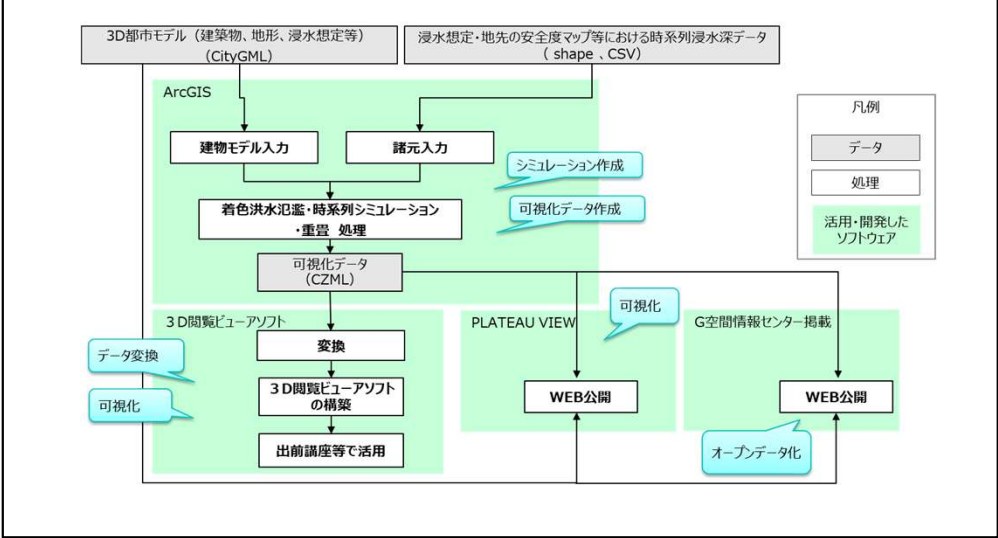 3D都市モデル（建築物、地形、浸水想定等）
（CityGML）
浸水想定・地先の安全度マップ等における時系列浸水深データ
（ shape 、CSV）
ArcGIS
建物モデル入力
諸元入力
シミュレーション作成
着色洪水氾濫・時系列シミュレーション
・重畳　処理
可視化データ作成
可視化データ
（CZML）
凡例
データ
処理
活用・開発した
ソフトウェア
３Ｄ閲覧ビューアソフト
変換
データ変換
３Ｄ閲覧ビューアソフト
の構築
可視化
出前講座等で活用
PLATEAU VIEW
可視化
WEB公開
G空間情報センター掲載
WEB公開
オープンデータ化